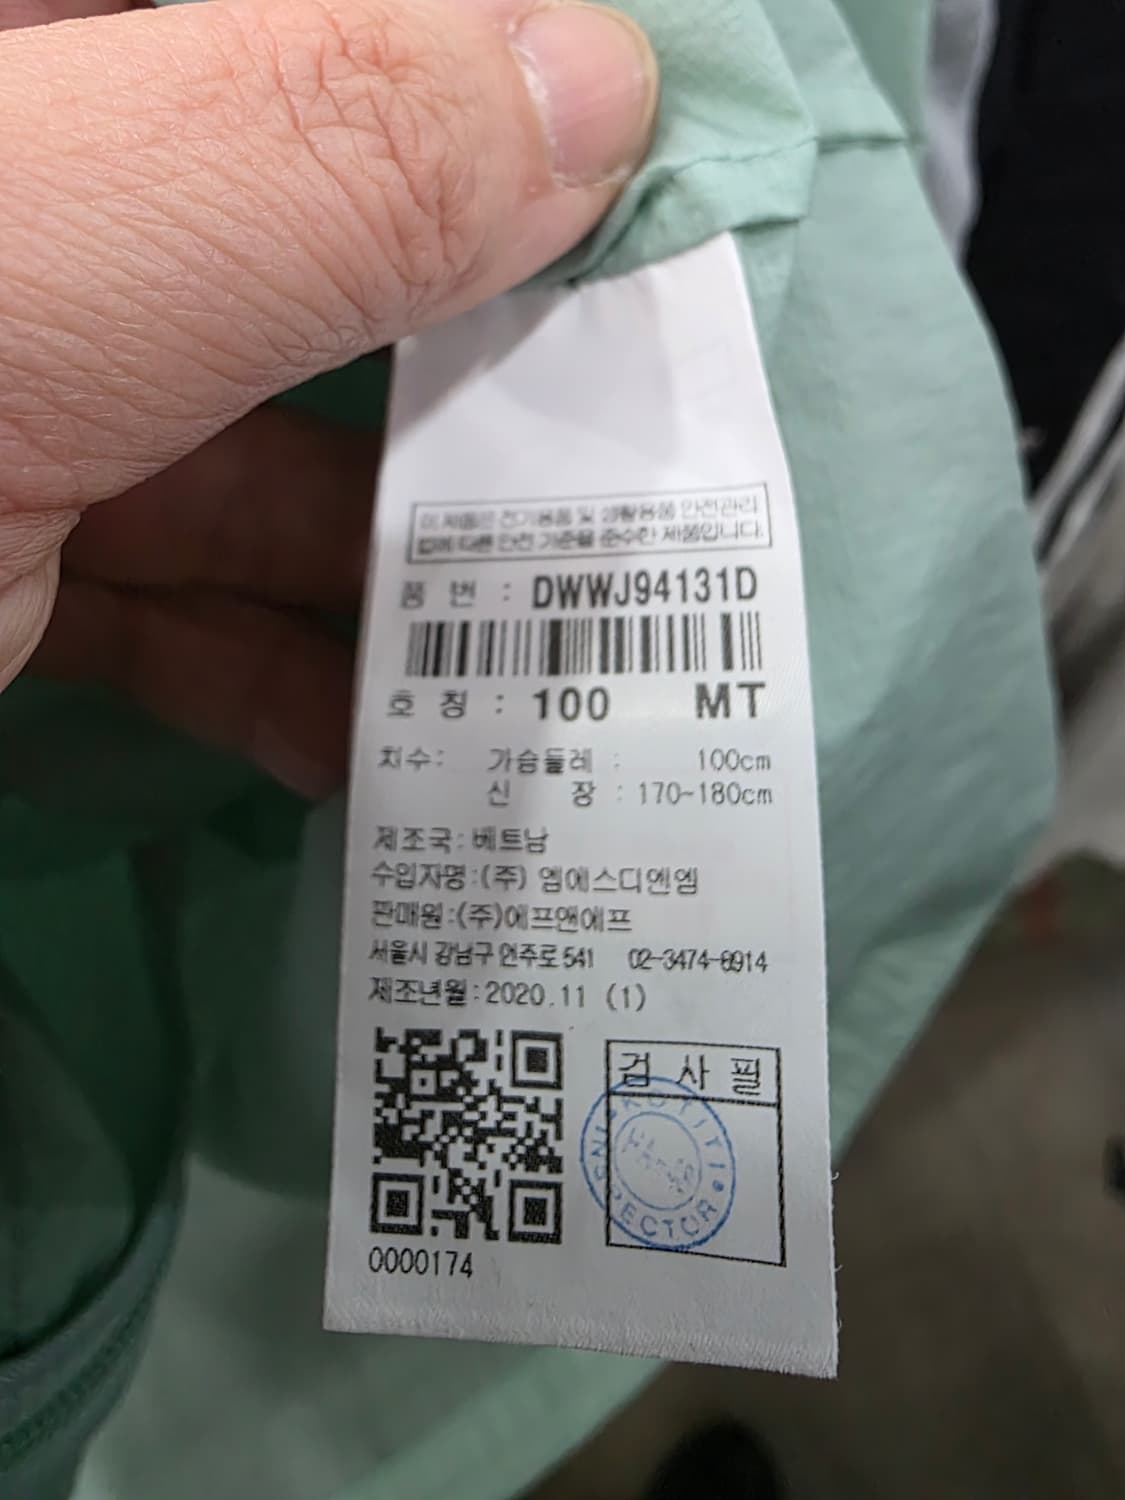 이 제품은 전기용품 및 생활용품 안전관리
법에 따른 안전 기준을 준수한 제품입니다.
품 번 : DWWJ94131D
호 칭 : 100 MT
치수: 가슴둘레 : 100cm
신 장 : 170~180cm
제조국: 베트남
수입자명:(주) 엠에스디앤엠
판매원:(주)에프앤에프
서울시 강남구 언주로 541 02-3474-6914
제조년월:2020.11 (1)
검 사 필
KOTITI
INSPECTOR
0000174